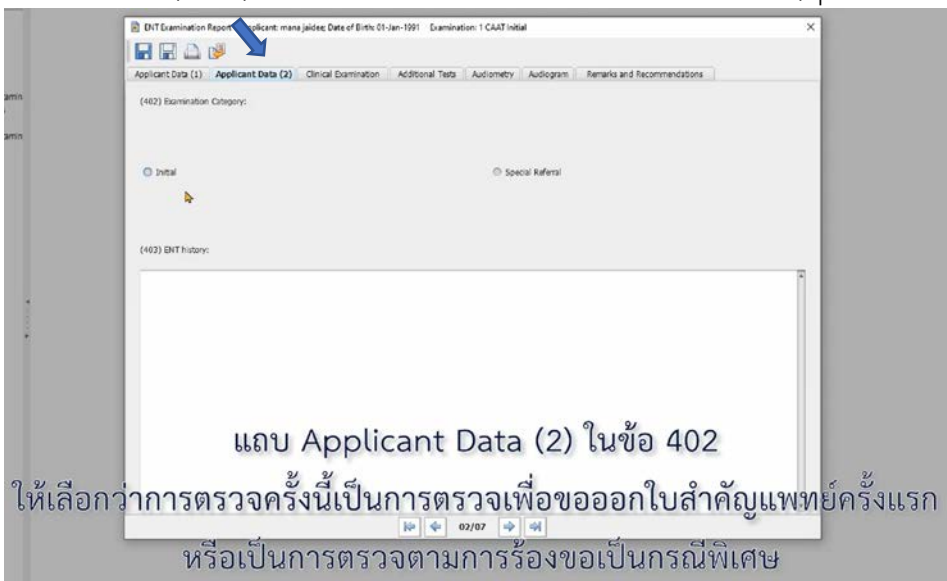 ENT Examination Report - Applicant: mana jaidee; Date of Birth: 01-Jan-1991 Examination: 1 CAAT Initial
Applicant Data (1) Applicant Data (2) Clinical Examination Additional Tests Audiometry Audiogram Remarks and Recommendations
amin
(402) Examination Category:
amin
Initial Special Referral
(403) ENT history:
แถบ Applicant Data (2) ในข้อ 402
ให้เลือกว่าการตรวจครั้งนี้เป็นการตรวจเพื่อขอออกใบสำคัญแพทย์ครั้งแรก
02/07
หรือเป็นการตรวจตามการร้องขอเป็นกรณีพิเศษ